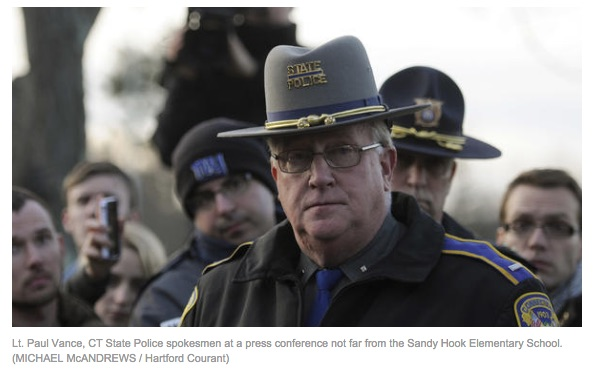 STATE
POLICE
Lt. Paul Vance, CT State Police spokesmen at a press conference not far from the Sandy Hook Elementary School.
(MICHAEL McANDREWS / Hartford Courant)